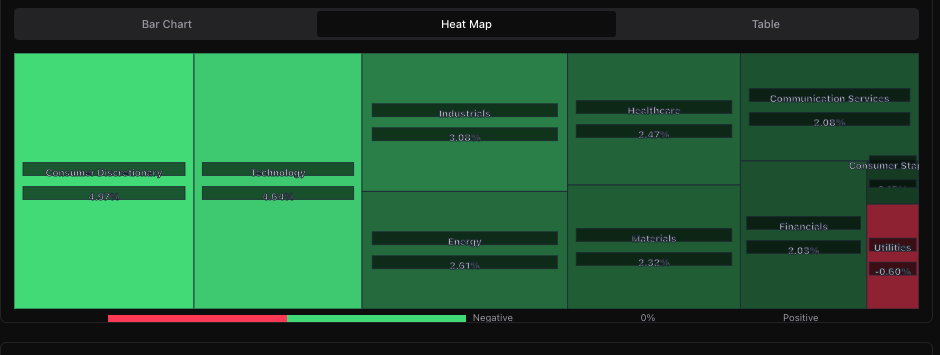 Bar Chart
Heat Map
Table
Consumer Discretionary
4.97%
Technology
4.64%
Industrials
3.08%
Energy
2.61%
Healthcare
2.47%
Materials
2.32%
Communication Services
2.08%
Financials
2.03%
Consumer Stap
Utilities
-0.60%
Negative
0%
Positive